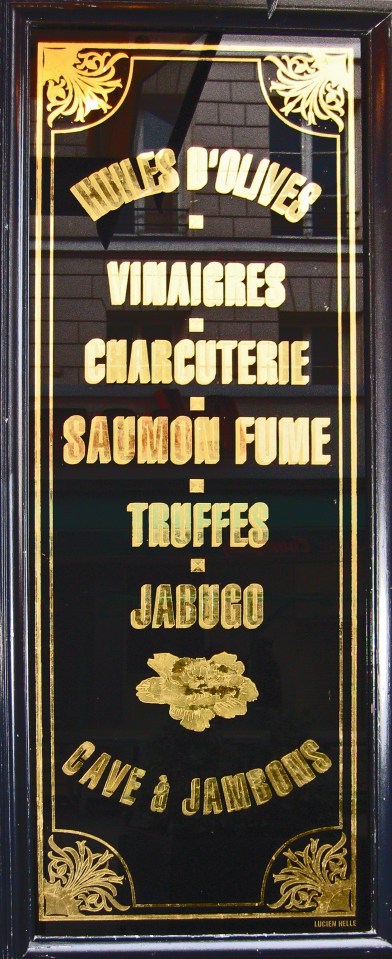 HUILES D'OLIVES
VINAIGRES
CHARCUTERIE
SAUMON FUME
TRUFFES
JABUGO
CAVE à JAMBONS
LUCIEN HELLE